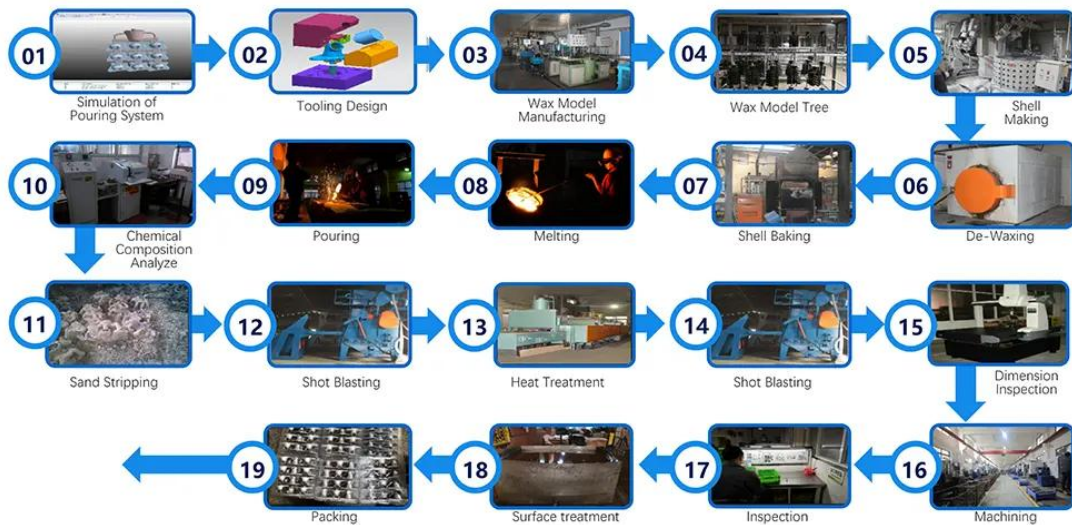 01
Simulation of
Pouring System
02
Tooling Design
03
Wax Model
Manufacturing
04
Wax Model Tree
05
Shell
Making
06
De-Waxing
07
Shell Baking
08
Melting
09
Pouring
10
Chemical
Composition
Analyze
11
Sand Stripping
12
Shot Blasting
13
Heat Treatment
14
Shot Blasting
15
Dimension
Inspection
16
Machining
17
Inspection
18
Surface treatment
19
Packing